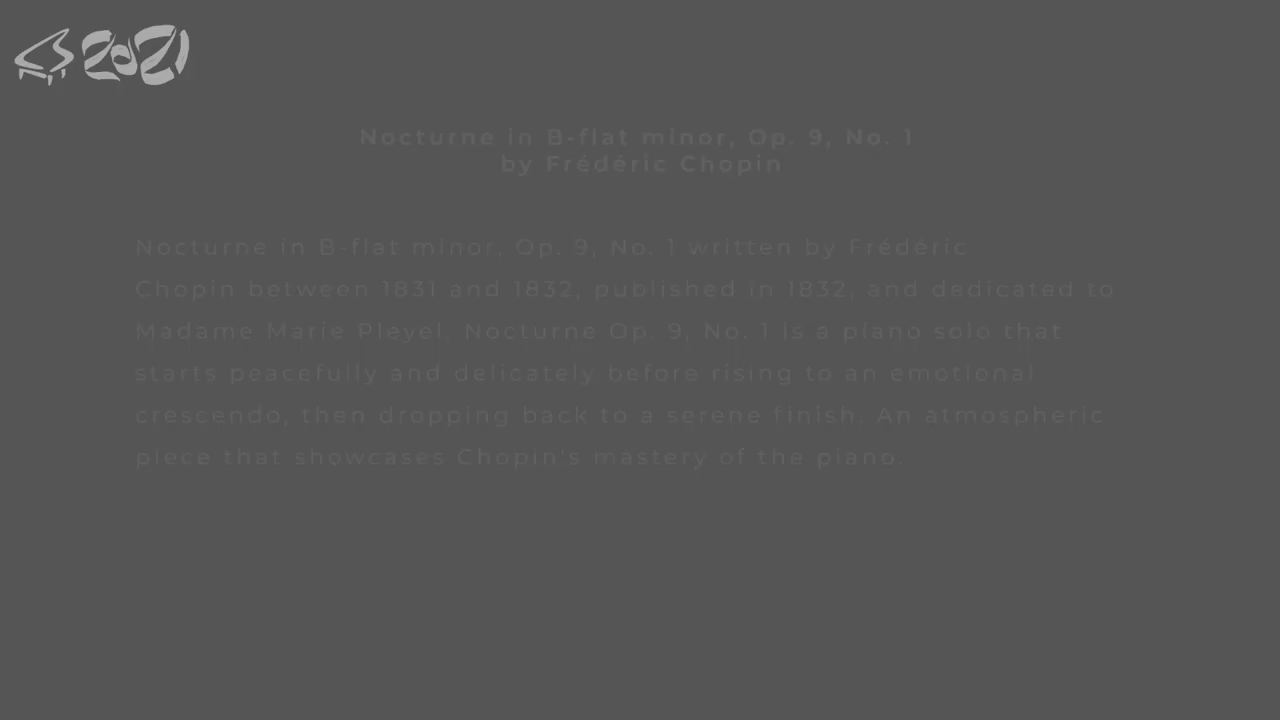 2021
Nocturne in B-flat minor, Op. 9, No. 1
by Frédéric Chopin
Nocturne in B-flat minor, Op. 9, No. 1 written by Frédéric
Chopin between 1831 and 1832, published in 1832, and dedicated to
Madame Marie Pleyel, Nocturne Op. 9, No. 1 is a piano solo that
starts peacefully and delicately before rising to an emotional
crescendo, then dropping back to a serene finish. An atmospheric
piece that showcases Chopin's mastery of the piano.